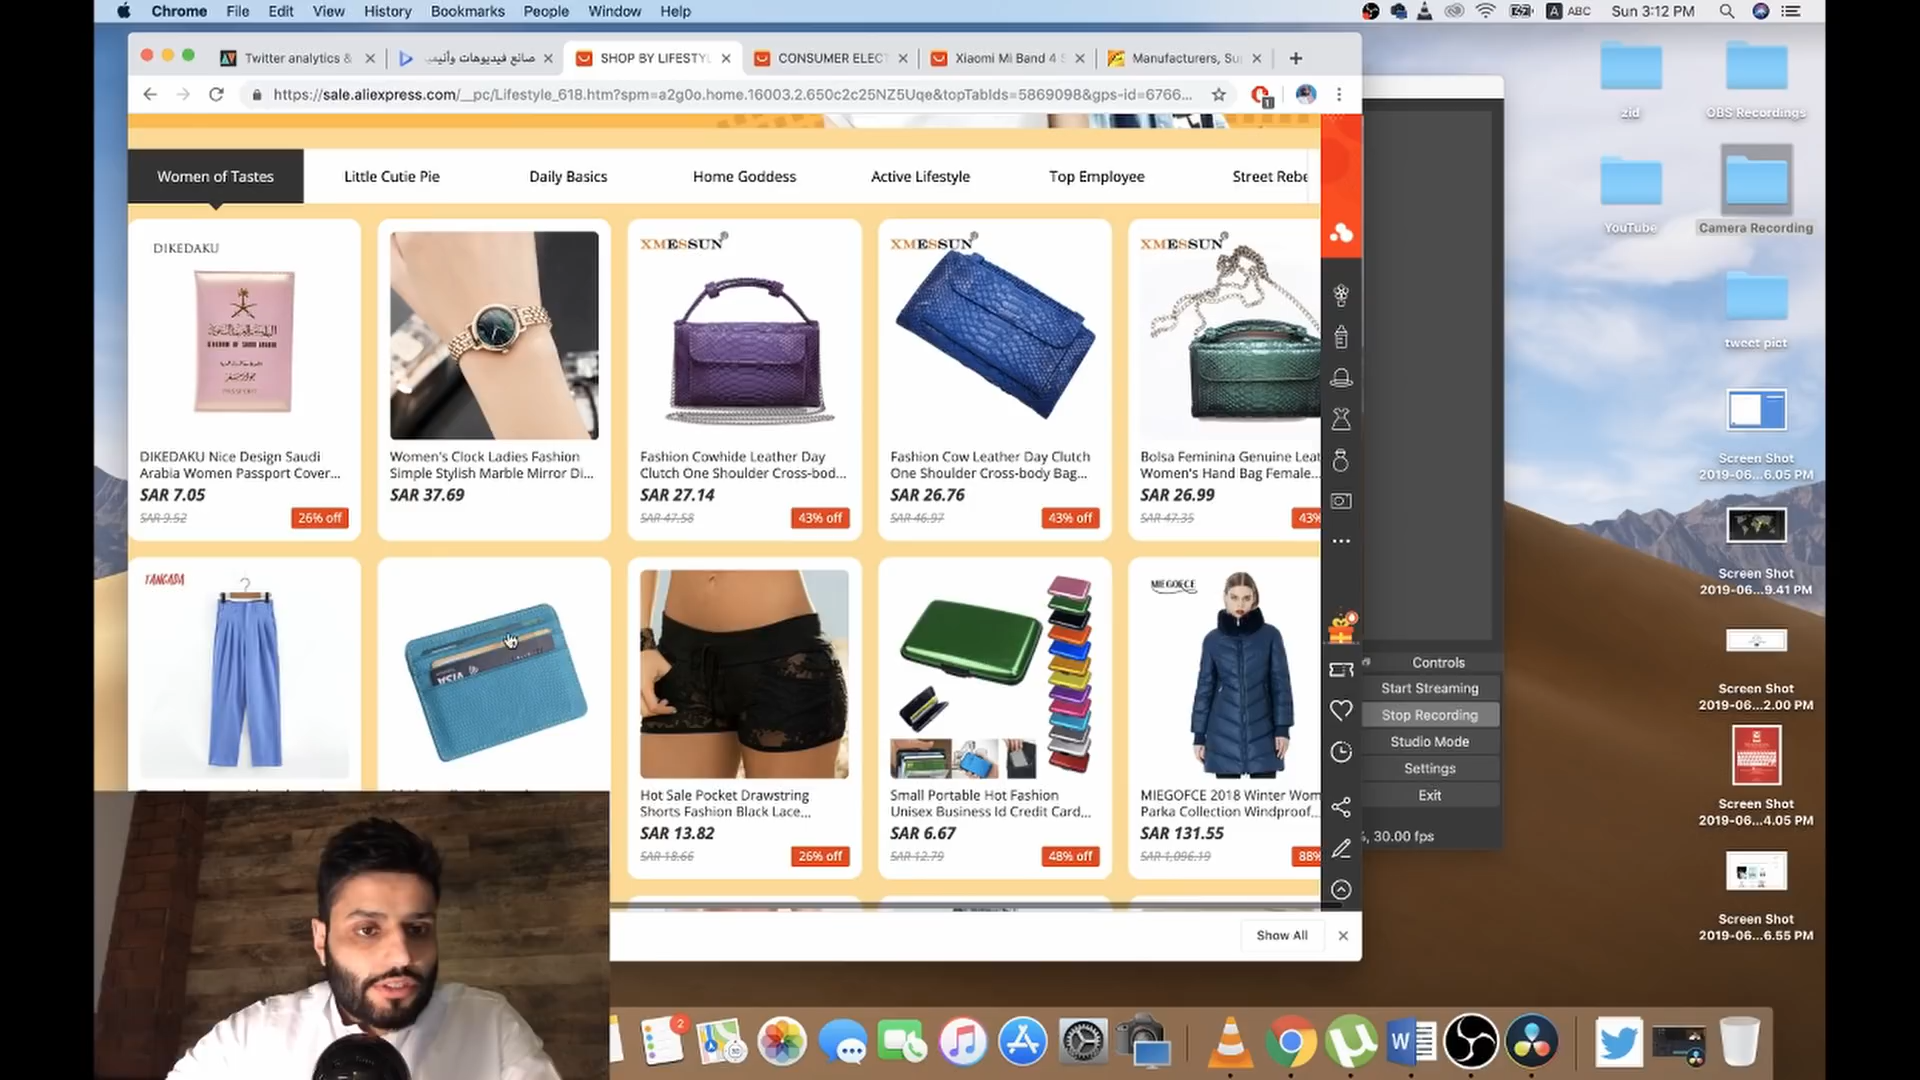 Chrome File Edit View History Bookmarks People Window Help
ABC Sun 3:12 PM
Twitter analytics &
صانع فيديوهات وأنيم
SHOP BY LIFESTYL
CONSUMER ELECT
Xiaomi Mi Band 4 S
Manufacturers, Su
https://sale.aliexpress.com/__pc/Lifestyle_618.htm?spm=a2g0o.home.16003.2.650c2c25NZ5Uqe&topTabIds=5869098&gps-id=6766...
Women of Tastes
Little Cutie Pie
Daily Basics
Home Goddess
Active Lifestyle
Top Employee
Street Rebe
DIKEDAKU
KINGDOM OF SAUDI ARABIA
PASSPORT
DIKEDAKU Nice Design Saudi
Arabia Women Passport Cover...
SAR 7.05
SAR 9.52
26% off
Women's Clock Ladies Fashion
Simple Stylish Marble Mirror Di...
SAR 37.69
XMESSUN
Fashion Cowhide Leather Day
Clutch One Shoulder Cross-bod...
SAR 27.14
SAR 47.58
43% off
XMESSUN
Fashion Cow Leather Day Clutch
One Shoulder Cross-body Bag...
SAR 26.76
SAR 46.97
43% off
XMESSUN
Bolsa Feminina Genuine Leat
Women's Hand Bag Female...
SAR 26.99
SAR 47.35
43%
TANGADA
VISA
Hot Sale Pocket Drawstring
Shorts Fashion Black Lace...
SAR 13.82
SAR 18.66
26% off
Small Portable Hot Fashion
Unisex Business Id Credit Card...
SAR 6.67
SAR 12.79
48% off
MIEGOFCE
MIEGOFCE 2018 Winter Wom
Parka Collection Windproof...
SAR 131.55
SAR 1,096.19
88%
Show All
Controls
Start Streaming
Stop Recording
Studio Mode
Settings
Exit
%, 30.00 fps
zid
OBS Recordings
YouTube
Camera Recording
tweet pict
Screen Shot
2019-06...6.05 PM
Screen Shot
2019-06...9.41 PM
Screen Shot
2019-06...2.00 PM
Screen Shot
2019-06...4.05 PM
Screen Shot
2019-06...6.55 PM
2